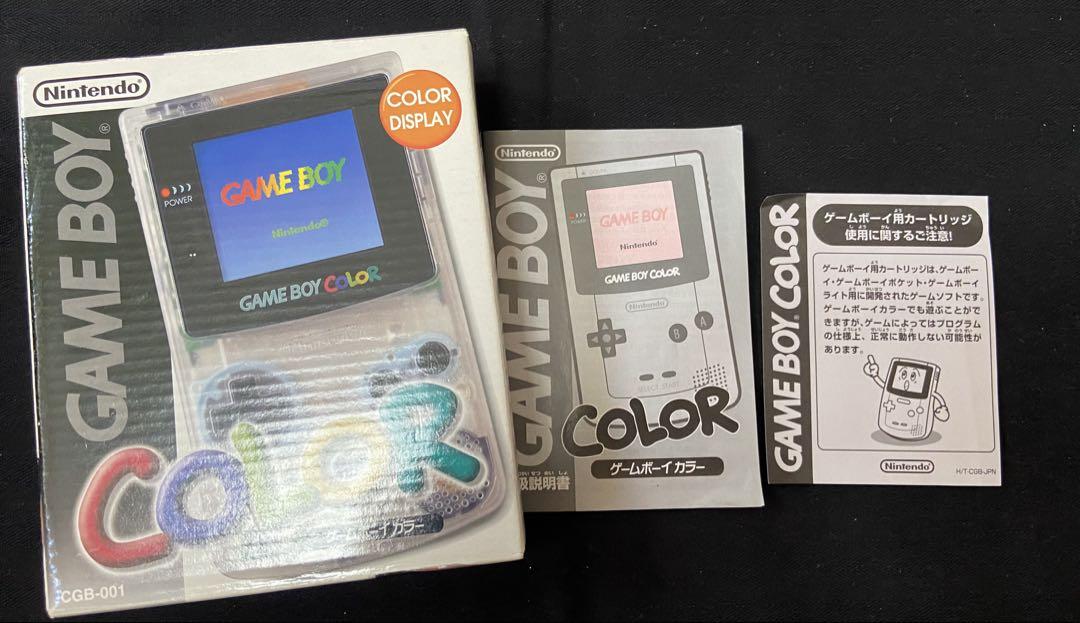 Nintendo®
GAME BOY®
COLOR
DISPLAY
POWER
GAME BOY
Nintendo®
GAME BOY COLOR
COLOR
ゲームボーイ カラー
CGB-001
Nintendo®
GAME BOY®
POWER
GAME BOY
Nintendo
GAME BOY COLOR
Nintendo
B
A
SELECT START
COLOR
ゲームボーイ カラー
扱説明書
GAME BOY COLOR
ゲームボーイ用カートリッジ
使用に関するご注意!
ゲームボーイ用カートリッジは、ゲームボー
イ・ゲームボーイポケット・ゲームボーイ
ライト用に開発されたゲームソフトです。
ゲームボーイカラーでも遊ぶことがで
きますが、ゲームによってはプログラム
の仕様上、正常に動作しない可能性が
あります。
Nintendo®
H/T-CGB-JPN